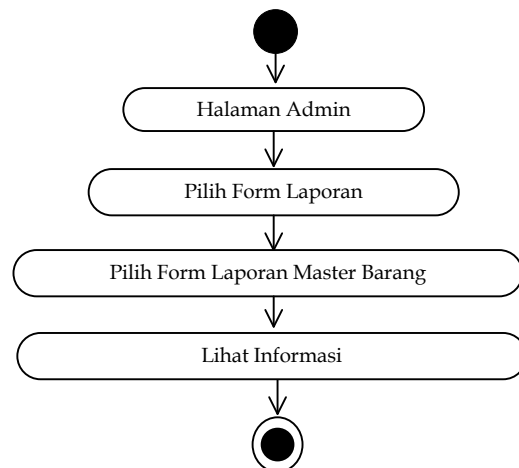 Halaman Admin
Pilih Form Laporan
Pilih Form Laporan Master Barang
Lihat Informasi